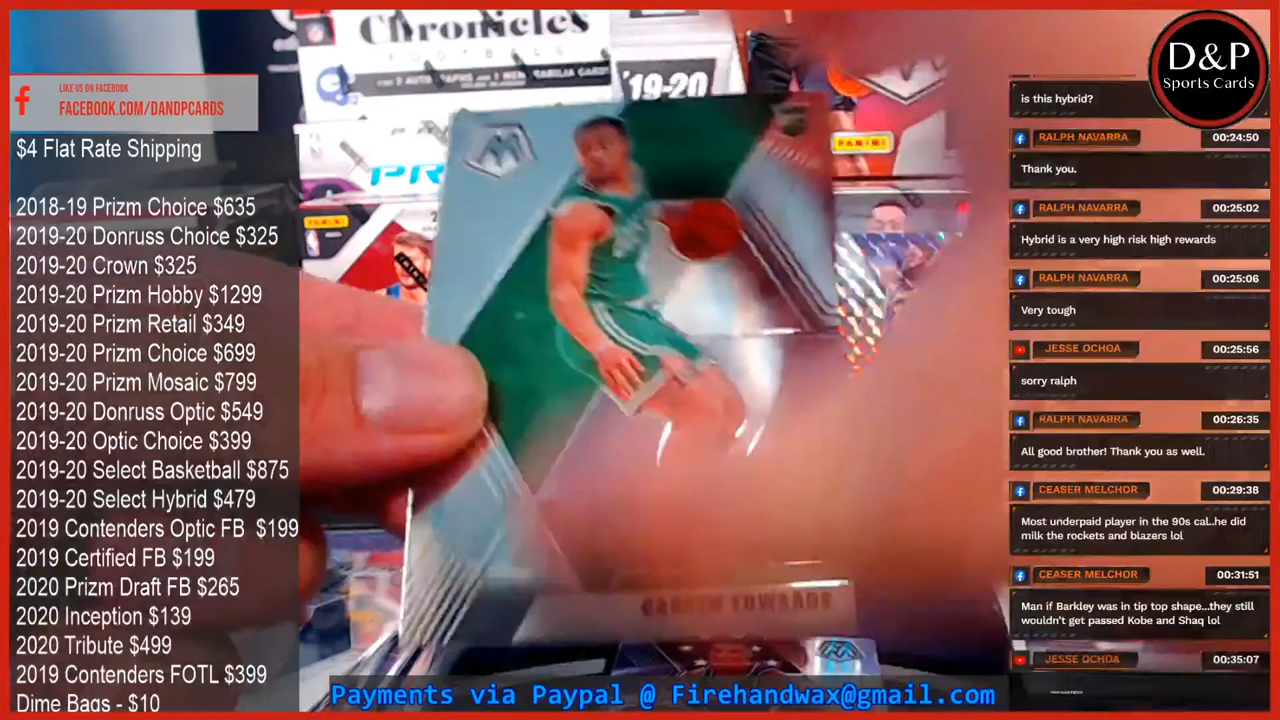 LIKE US ON FACEBOOK
FACEBOOK.COM/DANDPCARDS
$4 Flat Rate Shipping
2018-19 Prizm Choice $635
2019-20 Donruss Choice $325
2019-20 Crown $325
2019-20 Prizm Hobby $1299
2019-20 Prizm Retail $349
2019-20 Prizm Choice $699
2019-20 Prizm Mosaic $799
2019-20 Donruss Optic $549
2019-20 Optic Choice $399
2019-20 Select Basketball $875
2019-20 Select Hybrid $479
2019 Contenders Optic FB $199
2019 Certified FB $199
2020 Prizm Draft FB $265
2020 Inception $139
2020 Tribute $499
2019 Contenders FOTL $399
Dime Bags - $10
Chronicles
FOOTBALL
19-20
PANINI
PANINI
EDWARDS
Payments via Paypal @ Firehandwax@gmail.com
D&P
Sports Cards
is this hybrid?
RALPH NAVARRA 00:24:50
Thank you.
RALPH NAVARRA 00:25:02
Hybrid is a very high risk high rewards
RALPH NAVARRA 00:25:06
Very tough
JESSE OCHOA 00:25:56
sorry ralph
RALPH NAVARRA 00:26:35
All good brother! Thank you as well.
CEASER MELCHOR 00:29:38
Most underpaid player in the 90s cal..he did
milk the rockets and blazers lol
CEASER MELCHOR 00:31:51
Man if Barkley was in tip top shape...they still
wouldn't get passed Kobe and Shaq lol
JESSE OCHOA 00:35:07